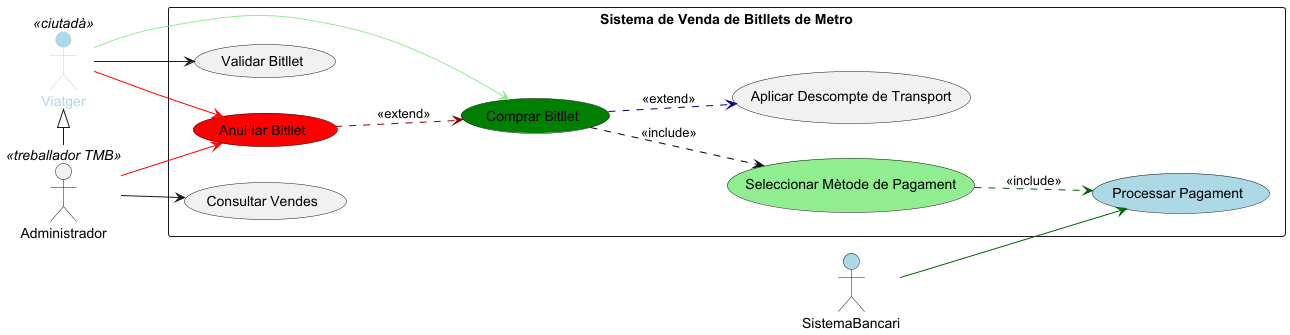 Sistema de Venda de Bitllets de Metro
«ciutadà»
Viatger
«treballador TMB»
Administrador
Validar Bitllet
Anul·lar Bitllet
Consultar Vendes
«extend»
Comprar Bitllet
«extend»
«include»
Aplicar Descompte de Transport
Seleccionar Mètode de Pagament
«include»
Processar Pagament
SistemaBancari